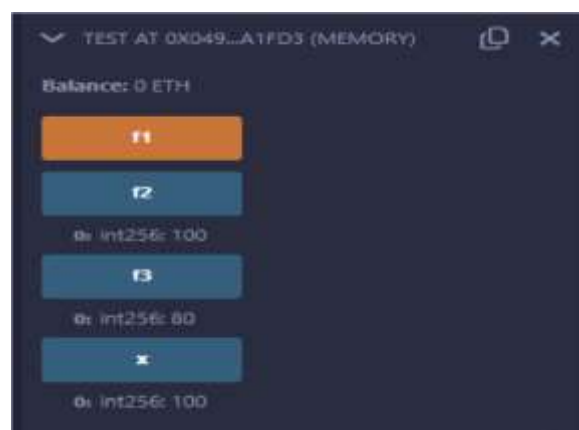 TEST AT 0X049...A1FD3 (MEMORY)
Balance: 0 ETH
f1
f2
0: int256: 100
f3
0: int256: 80
x
0: int256: 100